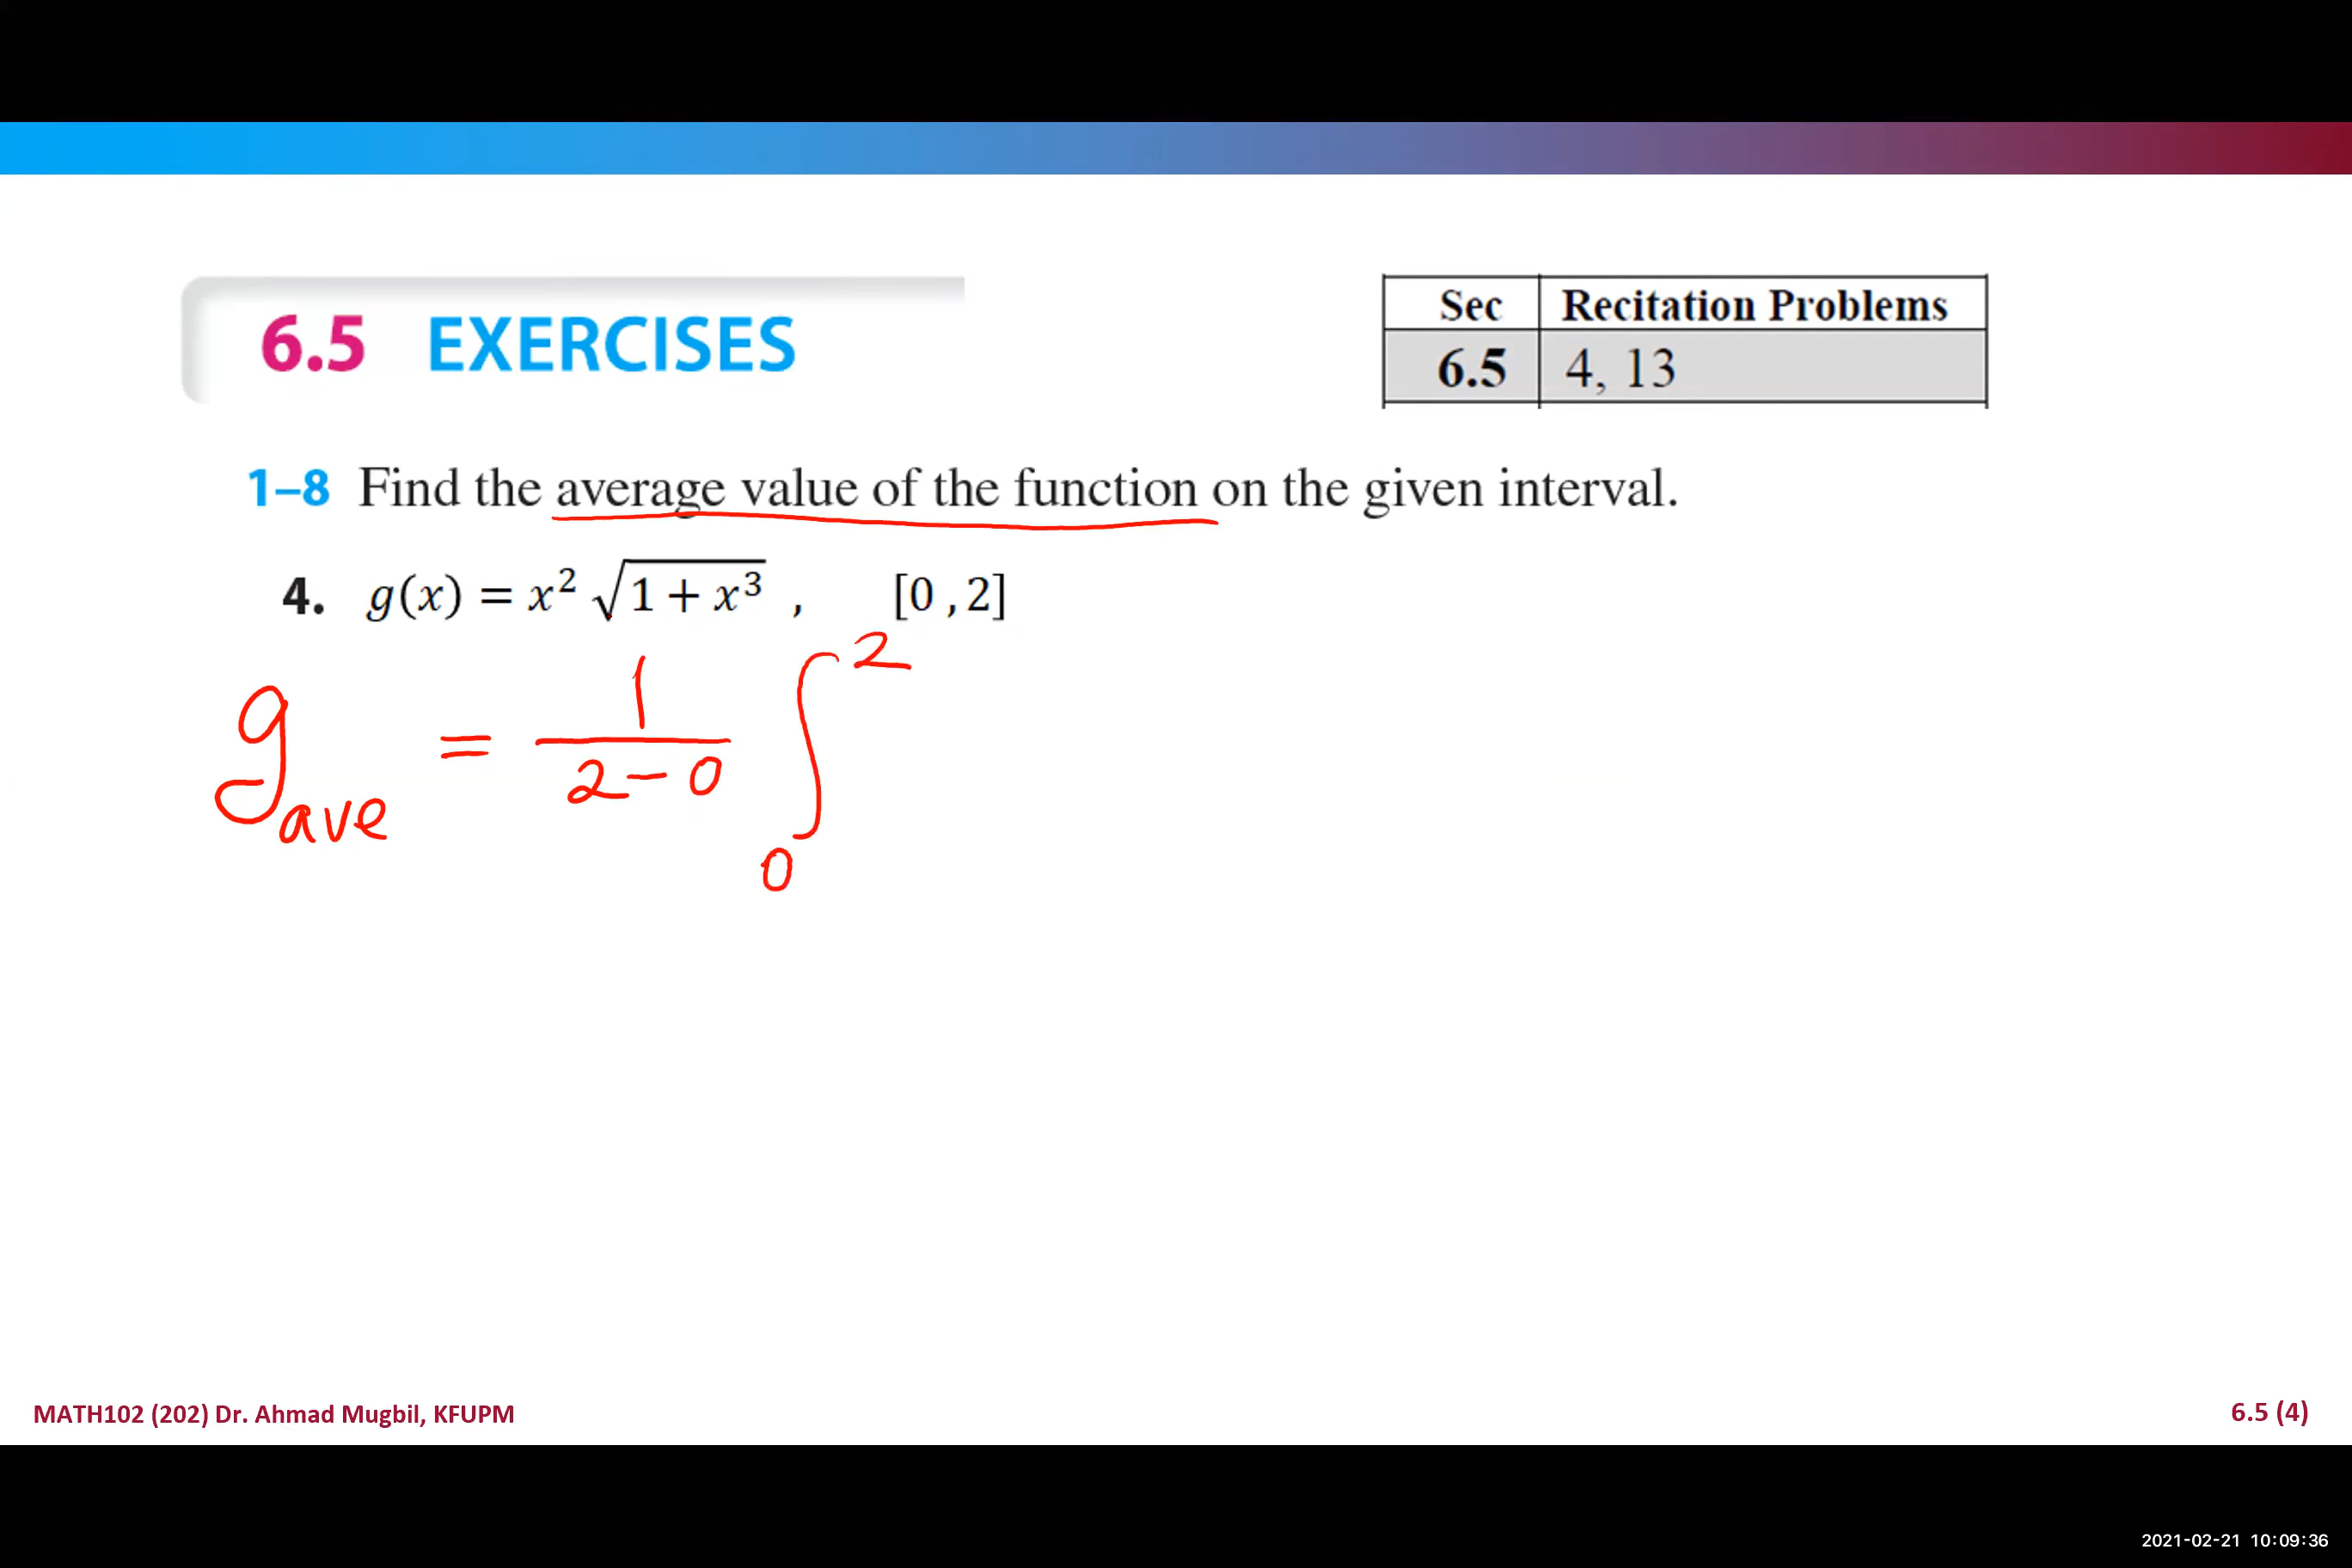 6.5 EXERCISES
Sec Recitation Problems
6.5 4, 13
1–8 Find the average value of the function on the given interval.
4. g(x) = x² √(1 + x³) , [0 , 2]
g_ave = 1/(2-0) ∫₀²
MATH102 (202) Dr. Ahmad Mugbil, KFUPM
6.5 (4)
2021-02-21 10:09:36